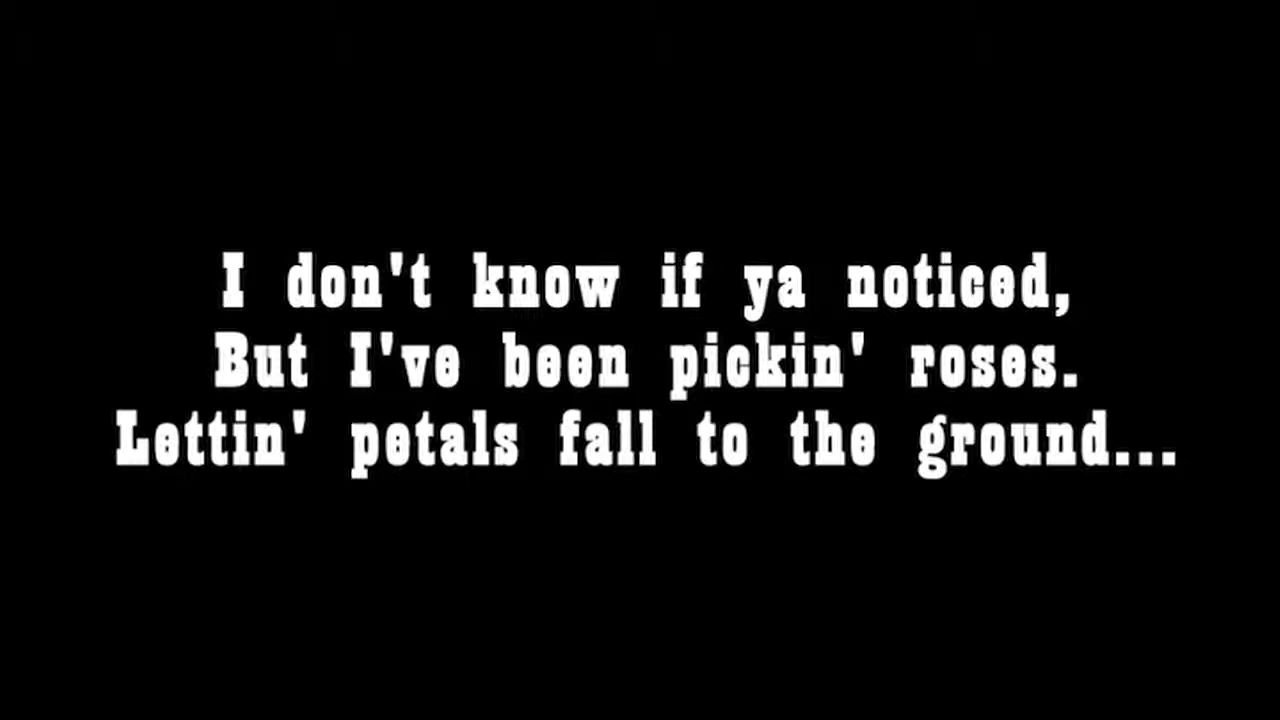 I don't know if ya noticed,
But I've been pickin' roses.
Lettin' petals fall to the ground...